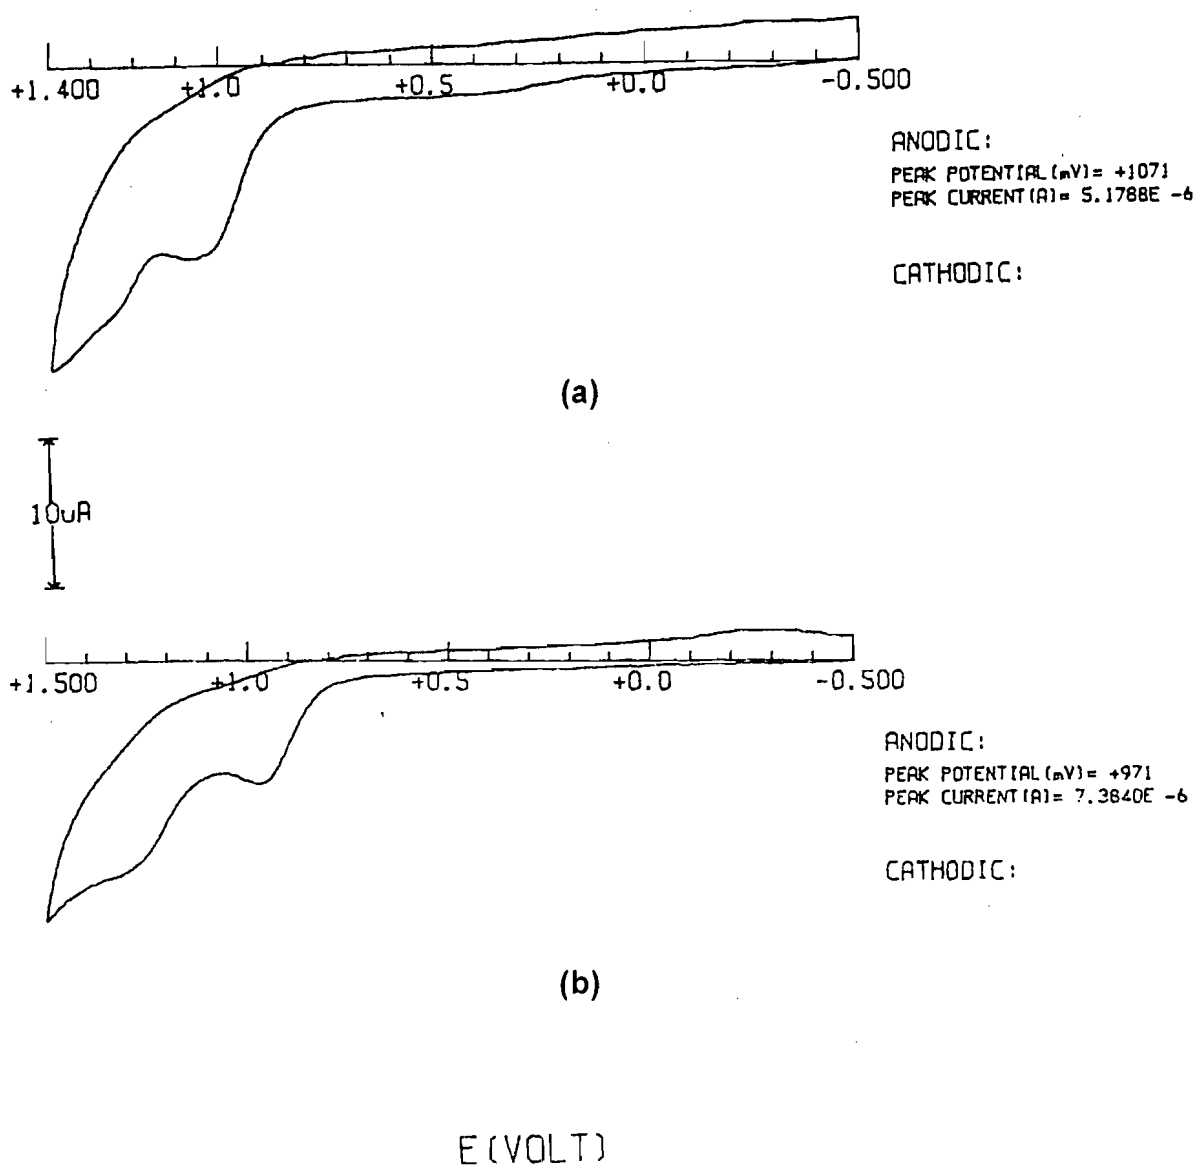 +1.400 +1.0 +0.5 +0.0 -0.500
ANODIC:
PEAK POTENTIAL(mV)= +1071
PEAK CURRENT(A)= 5.1788E -6
CATHODIC:
(a)
10uA
+1.500 +1.0 +0.5 +0.0 -0.500
ANODIC:
PEAK POTENTIAL(mV)= +971
PEAK CURRENT(A)= 7.3840E -6
CATHODIC:
(b)
E(VOLT)